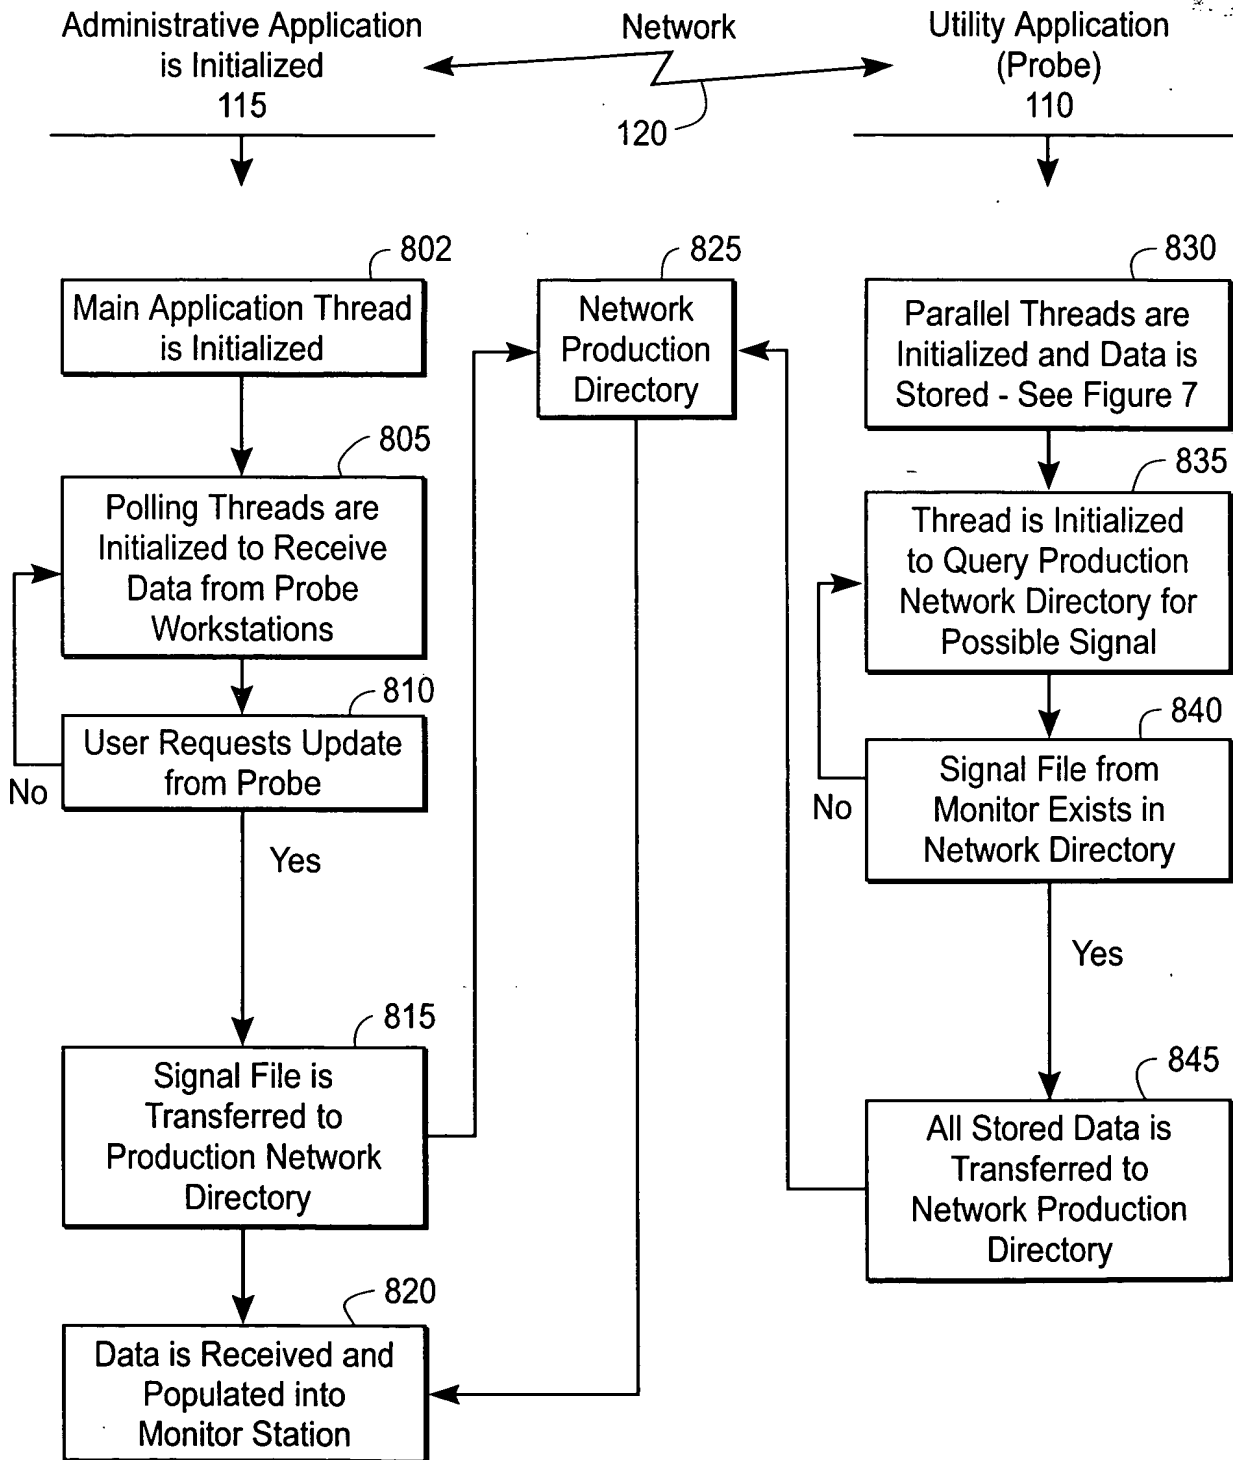 Administrative Application
is Initialized
115
Network
120
Utility Application
(Probe)
110
802
Main Application Thread
is Initialized
805
Polling Threads are
Initialized to Receive
Data from Probe
Workstations
810
User Requests Update
from Probe
No
Yes
815
Signal File is
Transferred to
Production Network
Directory
820
Data is Received and
Populated into
Monitor Station
825
Network
Production
Directory
830
Parallel Threads are
Initialized and Data is
Stored - See Figure 7
835
Thread is Initialized
to Query Production
Network Directory for
Possible Signal
840
Signal File from
Monitor Exists in
Network Directory
No
Yes
845
All Stored Data is
Transferred to
Network Production
Directory